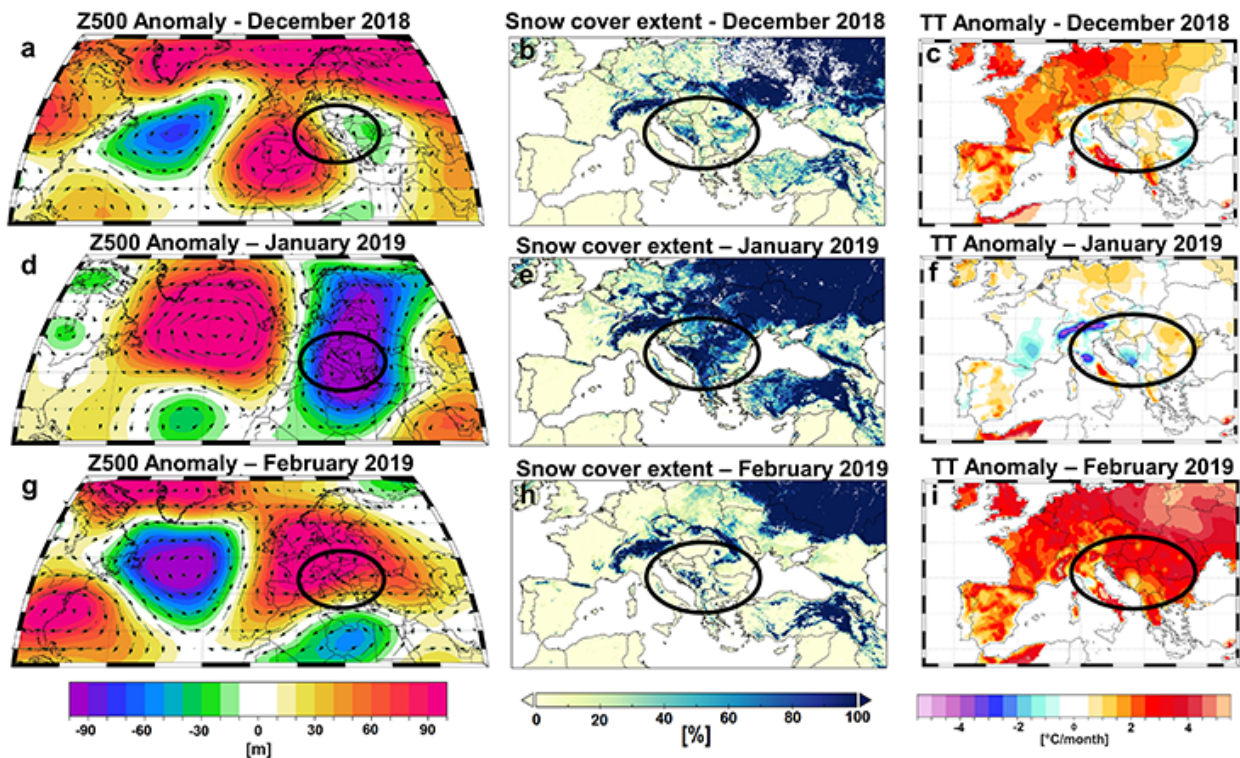 Z500 Anomaly - December 2018
Snow cover extent - December 2018
TT Anomaly - December 2018
a
b
c
Z500 Anomaly – January 2019
Snow cover extent – January 2019
TT Anomaly – January 2019
d
e
f
Z500 Anomaly – February 2019
Snow cover extent – February 2019
TT Anomaly – February 2019
g
h
i
-90 -60 -30 0 30 60 90
[m]
0 20 40 60 80 100
[%]
-4 -2 0 2 4
[°C/month]